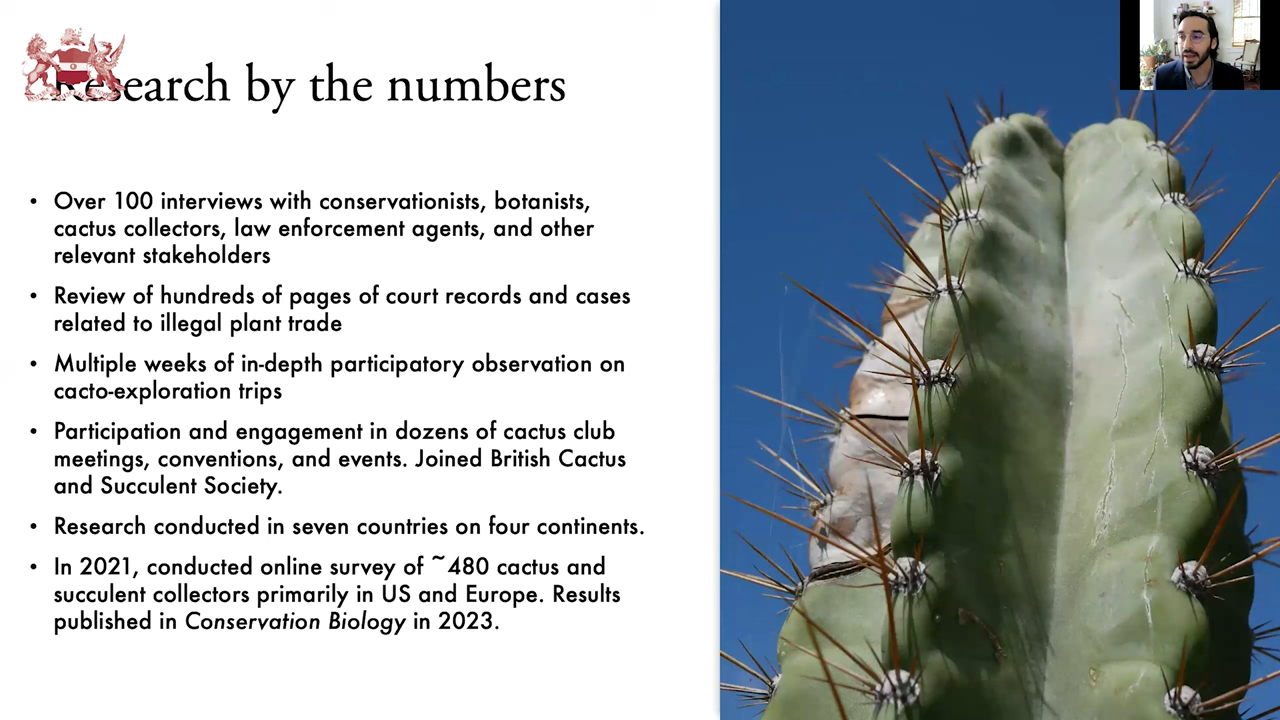 Research by the numbers
• Over 100 interviews with conservationists, botanists,
cactus collectors, law enforcement agents, and other
relevant stakeholders
• Review of hundreds of pages of court records and cases
related to illegal plant trade
• Multiple weeks of in-depth participatory observation on
cacto-exploration trips
• Participation and engagement in dozens of cactus club
meetings, conventions, and events. Joined British Cactus
and Succulent Society.
• Research conducted in seven countries on four continents.
• In 2021, conducted online survey of ~480 cactus and
succulent collectors primarily in US and Europe. Results
published in Conservation Biology in 2023.